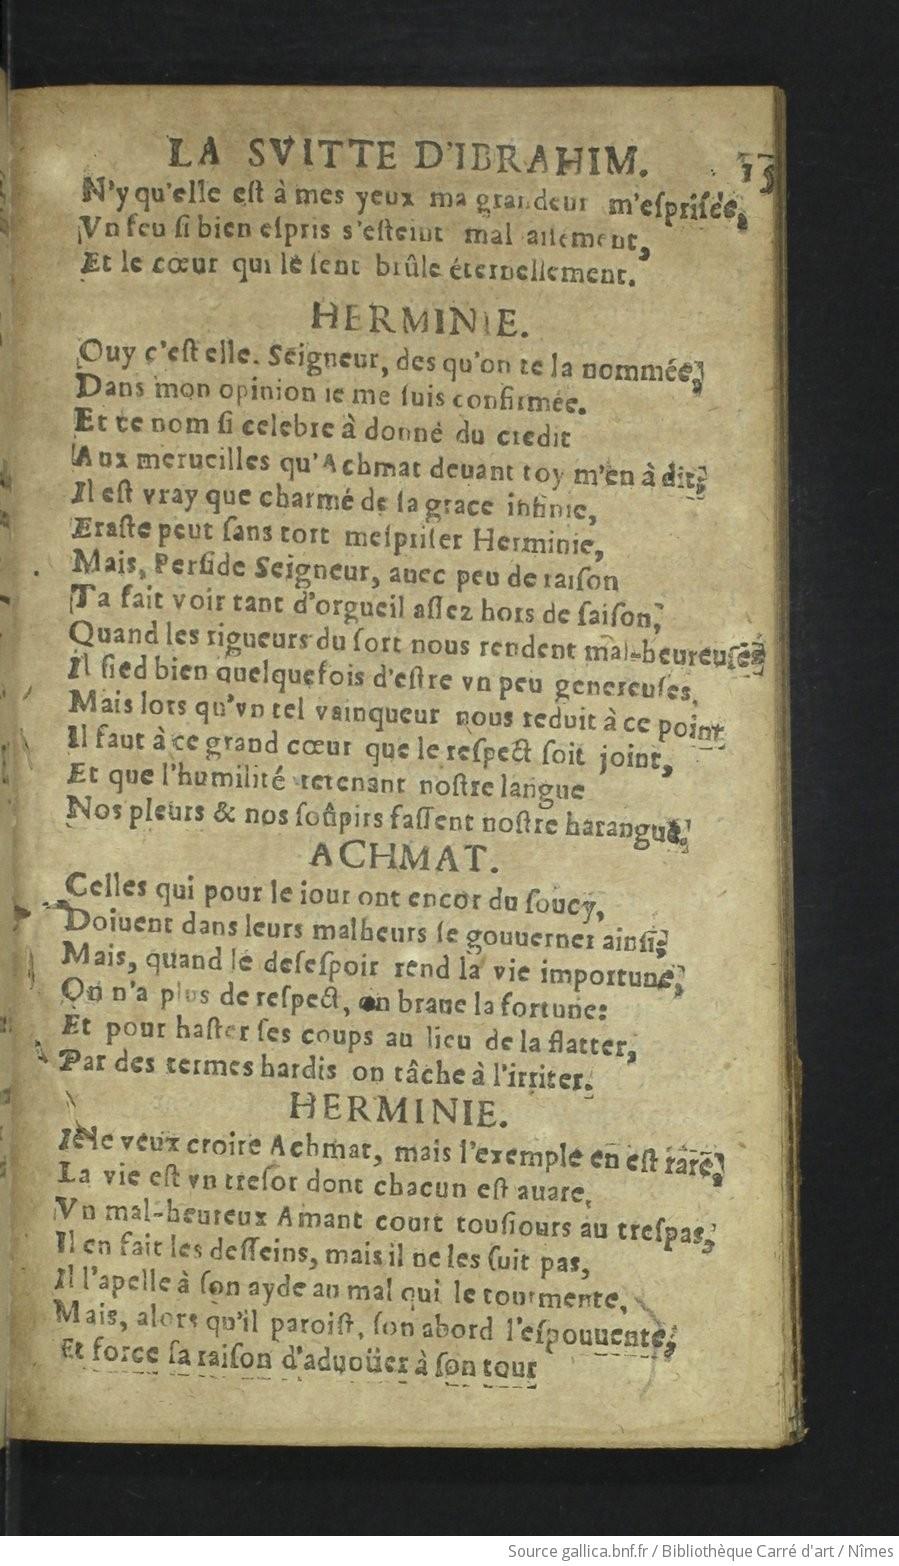 LA SVITTE D'IBRAHIM. 15
N'y qu'elle eſt à mes yeux ma grandeur m'eſpriſée,
Vn feu ſi bien eſpris s'eſteint mal aiſement,
Et le cœur qui le ſent brûle éternellement.
HERMINIE.
Ouy c'eſt elle. Seigneur, des qu'on te la nommée,
Dans mon opinion ie me ſuis confirmée.
Et ce nom ſi celebre à donné du credit
Aux merueilles qu'Achmat deuant toy m'en à dit,
Il eſt vray que charmé de ſa grace infinie,
Eraſte peut ſans tort meſpriſer Herminie,
Mais, Perſide Seigneur, auec peu de raiſon
Ta fait voir tant d'orgueil aſſez hors de ſaiſon,
Quand les rigueurs du ſort nous rendent mal-heureuſes
Il ſied bien quelquefois d'eſtre vn peu genereuſes,
Mais lors qu'vn tel vainqueur nous reduit à ce point
Il faut à ce grand cœur que le reſpect ſoit joint,
Et que l'humilité retenant noſtre langue
Nos pleurs & nos ſoûpirs faſſent noſtre harangue,
ACHMAT.
Celles qui pour le iour ont encor du ſoucy,
Doiuent dans leurs malheurs ſe gouuerner ainſi,
Mais, quand le deſeſpoir rend la vie importune,
On n'a plus de reſpect, on braue la fortune:
Et pour haſter ſes coups au lieu de la flatter,
Par des termes hardis on tâche à l'irriter.
HERMINIE.
Ie veux croire Achmat, mais l'exemple en eſt rare,
La vie eſt vn treſor dont chacun eſt auare,
Vn mal-heureux Amant court touſiours au treſpas,
Il en fait les deſſeins, mais il ne les ſuit pas,
Il l'apelle à ſon ayde au mal qui le tourmente,
Mais, alors qu'il paroiſt, ſon abord l'eſpouuente,
Et force ſa raiſon d'aduoüer à ſon tour
Source gallica.bnf.fr / Bibliothèque Carré d'art / Nîmes